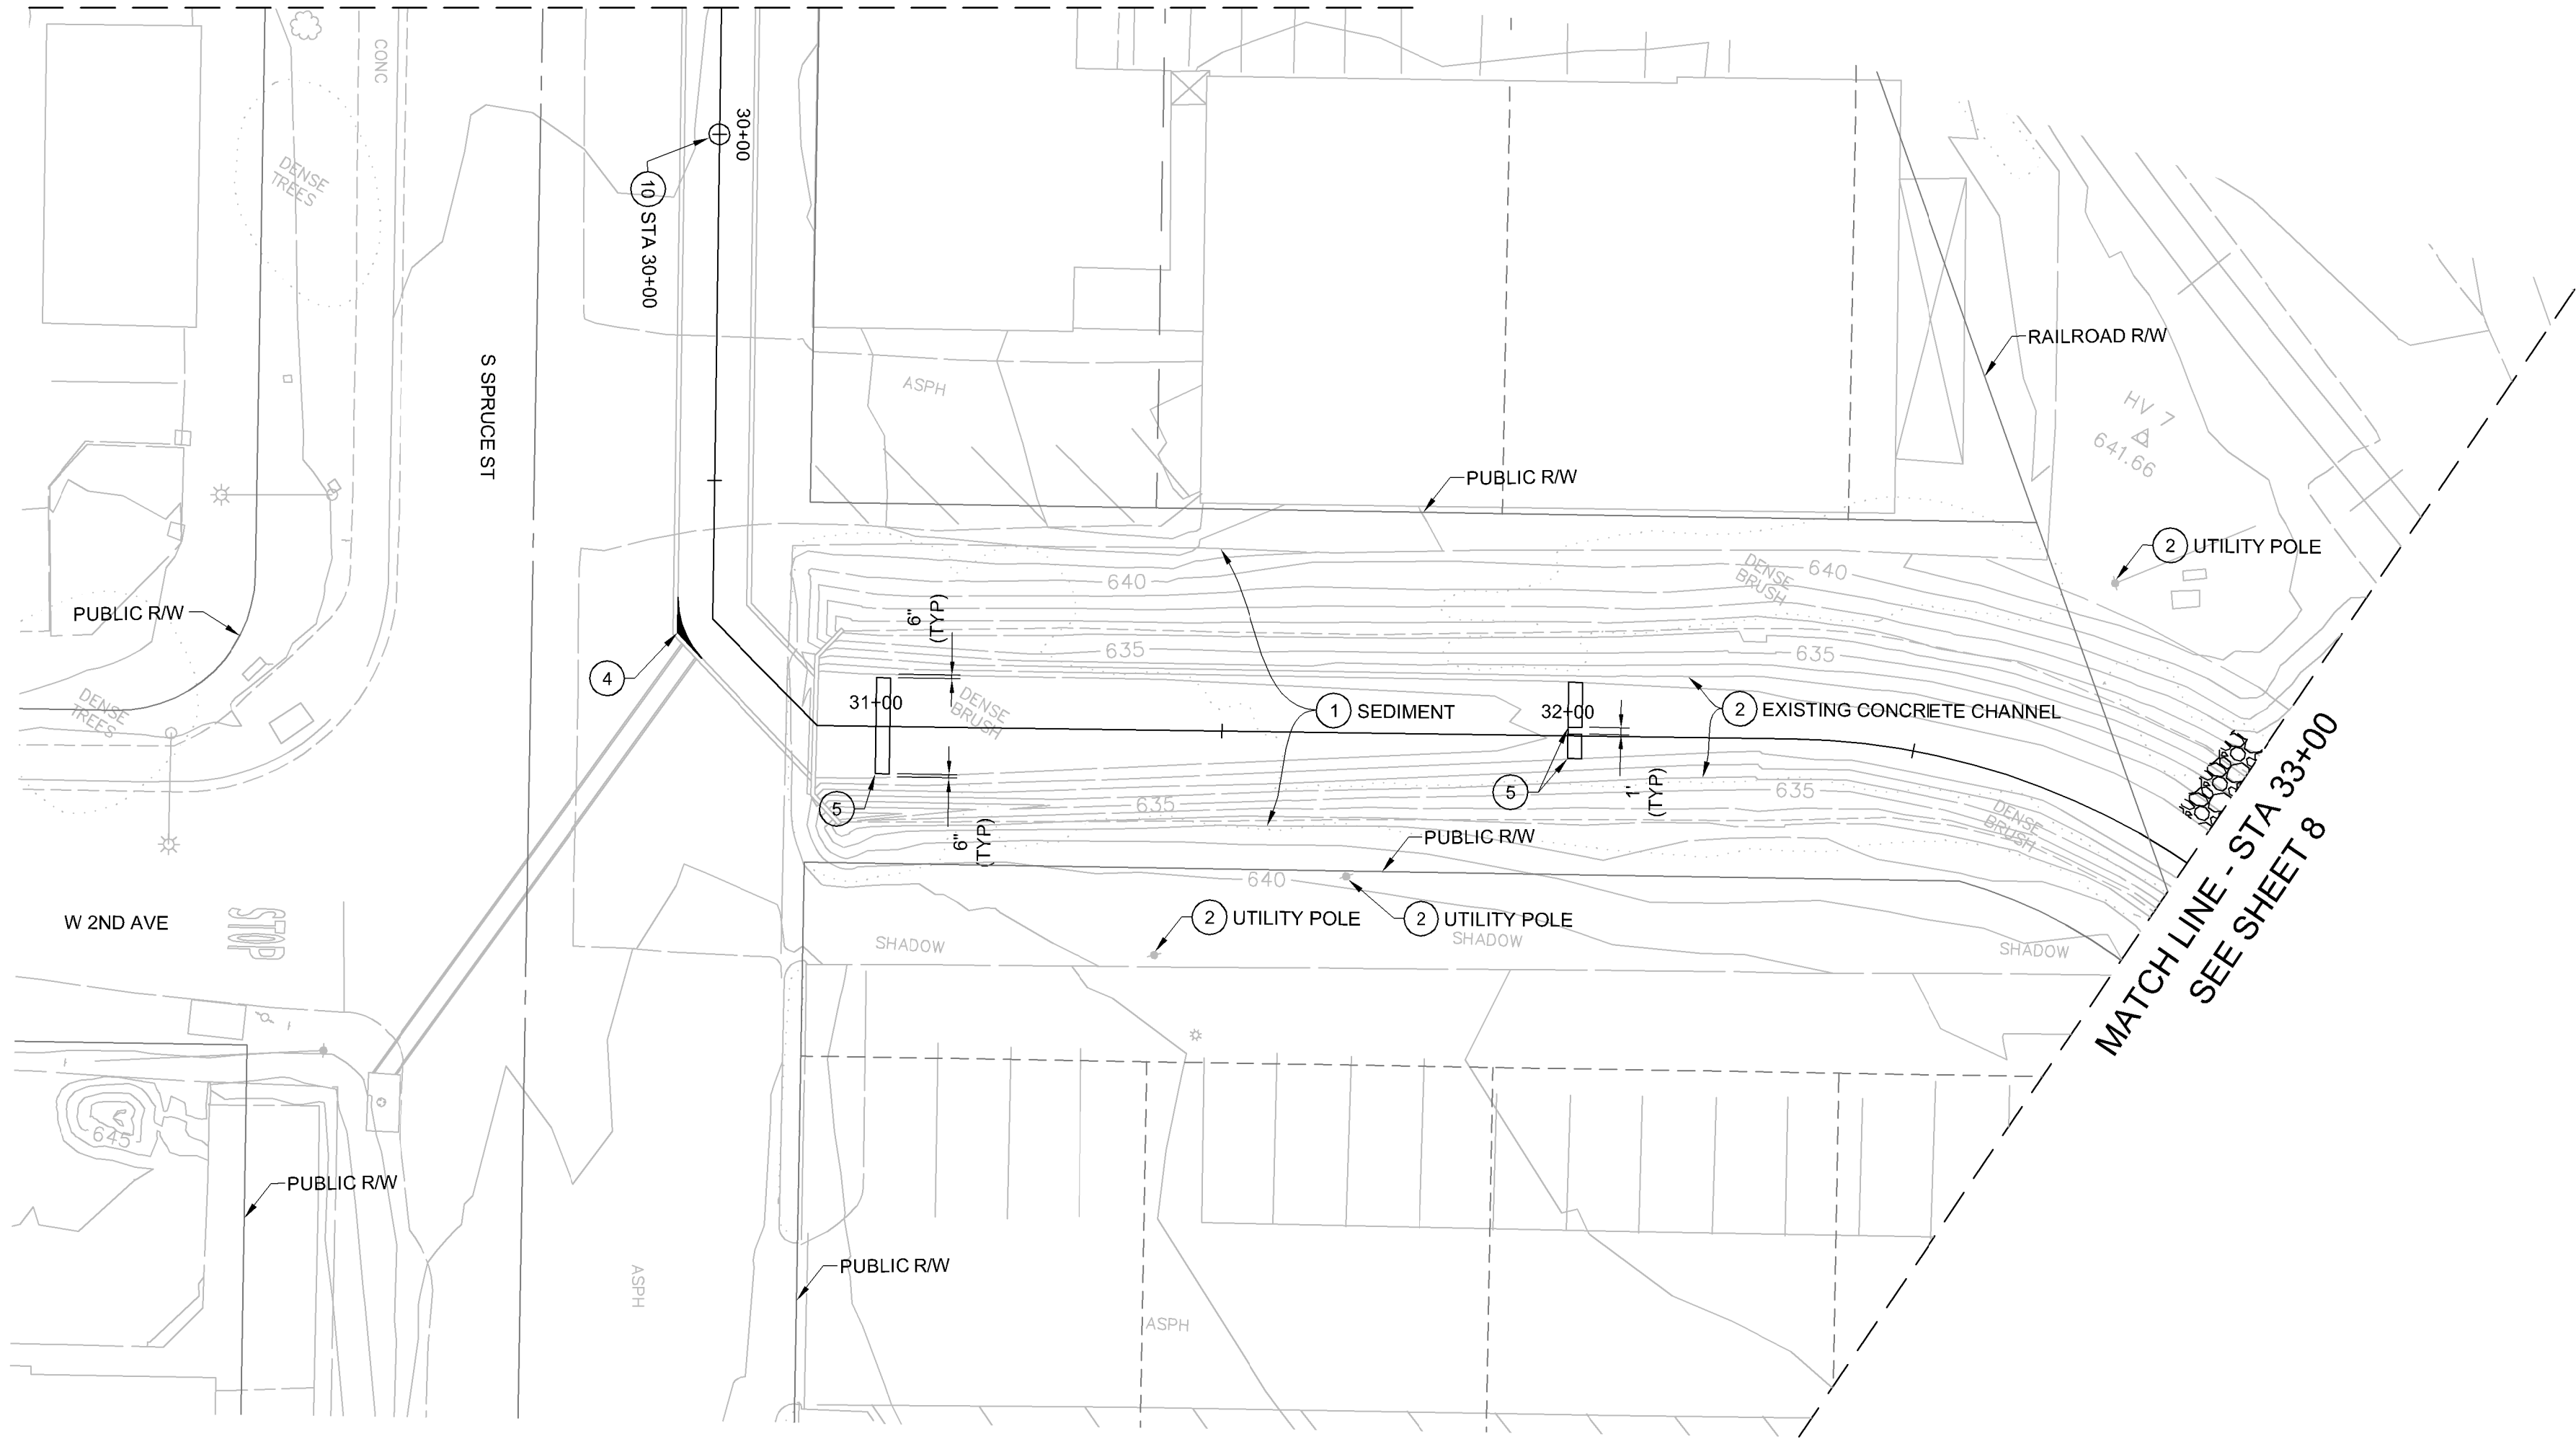 CONC
30+00
DENSE
TREES
10 STA 30+00
S SPRUCE ST
RAILROAD R/W
ASPH
HV 7
641.66
PUBLIC R/W
2 UTILITY POLE
640
DENSE
BRUSH
640
PUBLIC R/W
6"
(TYP)
635
635
4
31+00
DENSE
BRUSH
1 SEDIMENT
32+00
2 EXISTING CONCRETE CHANNEL
DENSE
TREES
5
5
1"
(TYP)
635
635
DENSE
BRUSH
6"
(TYP)
PUBLIC R/W
640
MATCH LINE - STA 33+00
SEE SHEET 8
W 2ND AVE
STOP
2 UTILITY POLE
2 UTILITY POLE
SHADOW
SHADOW
SHADOW
645
PUBLIC R/W
PUBLIC R/W
ASPH
ASPH